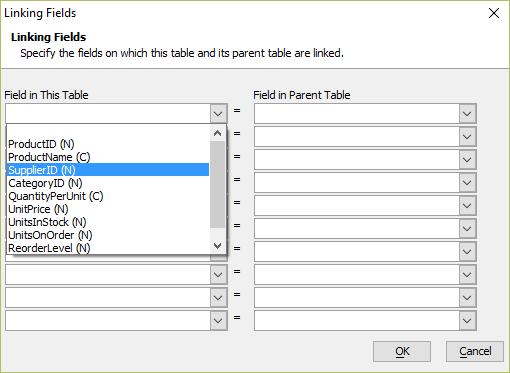 Linking Fields
Linking Fields
Specify the fields on which this table and its parent table are linked.
Field in This Table
Field in Parent Table
=
=
ProductID (N)
ProductName (C)
=
SupplierID (N)
=
CategoryID (N)
QuantityPerUnit (C)
=
UnitPrice (N)
UnitsInStock (N)
=
UnitsOnOrder (N)
ReorderLevel (N)
=
=
=
=
OK
Cancel